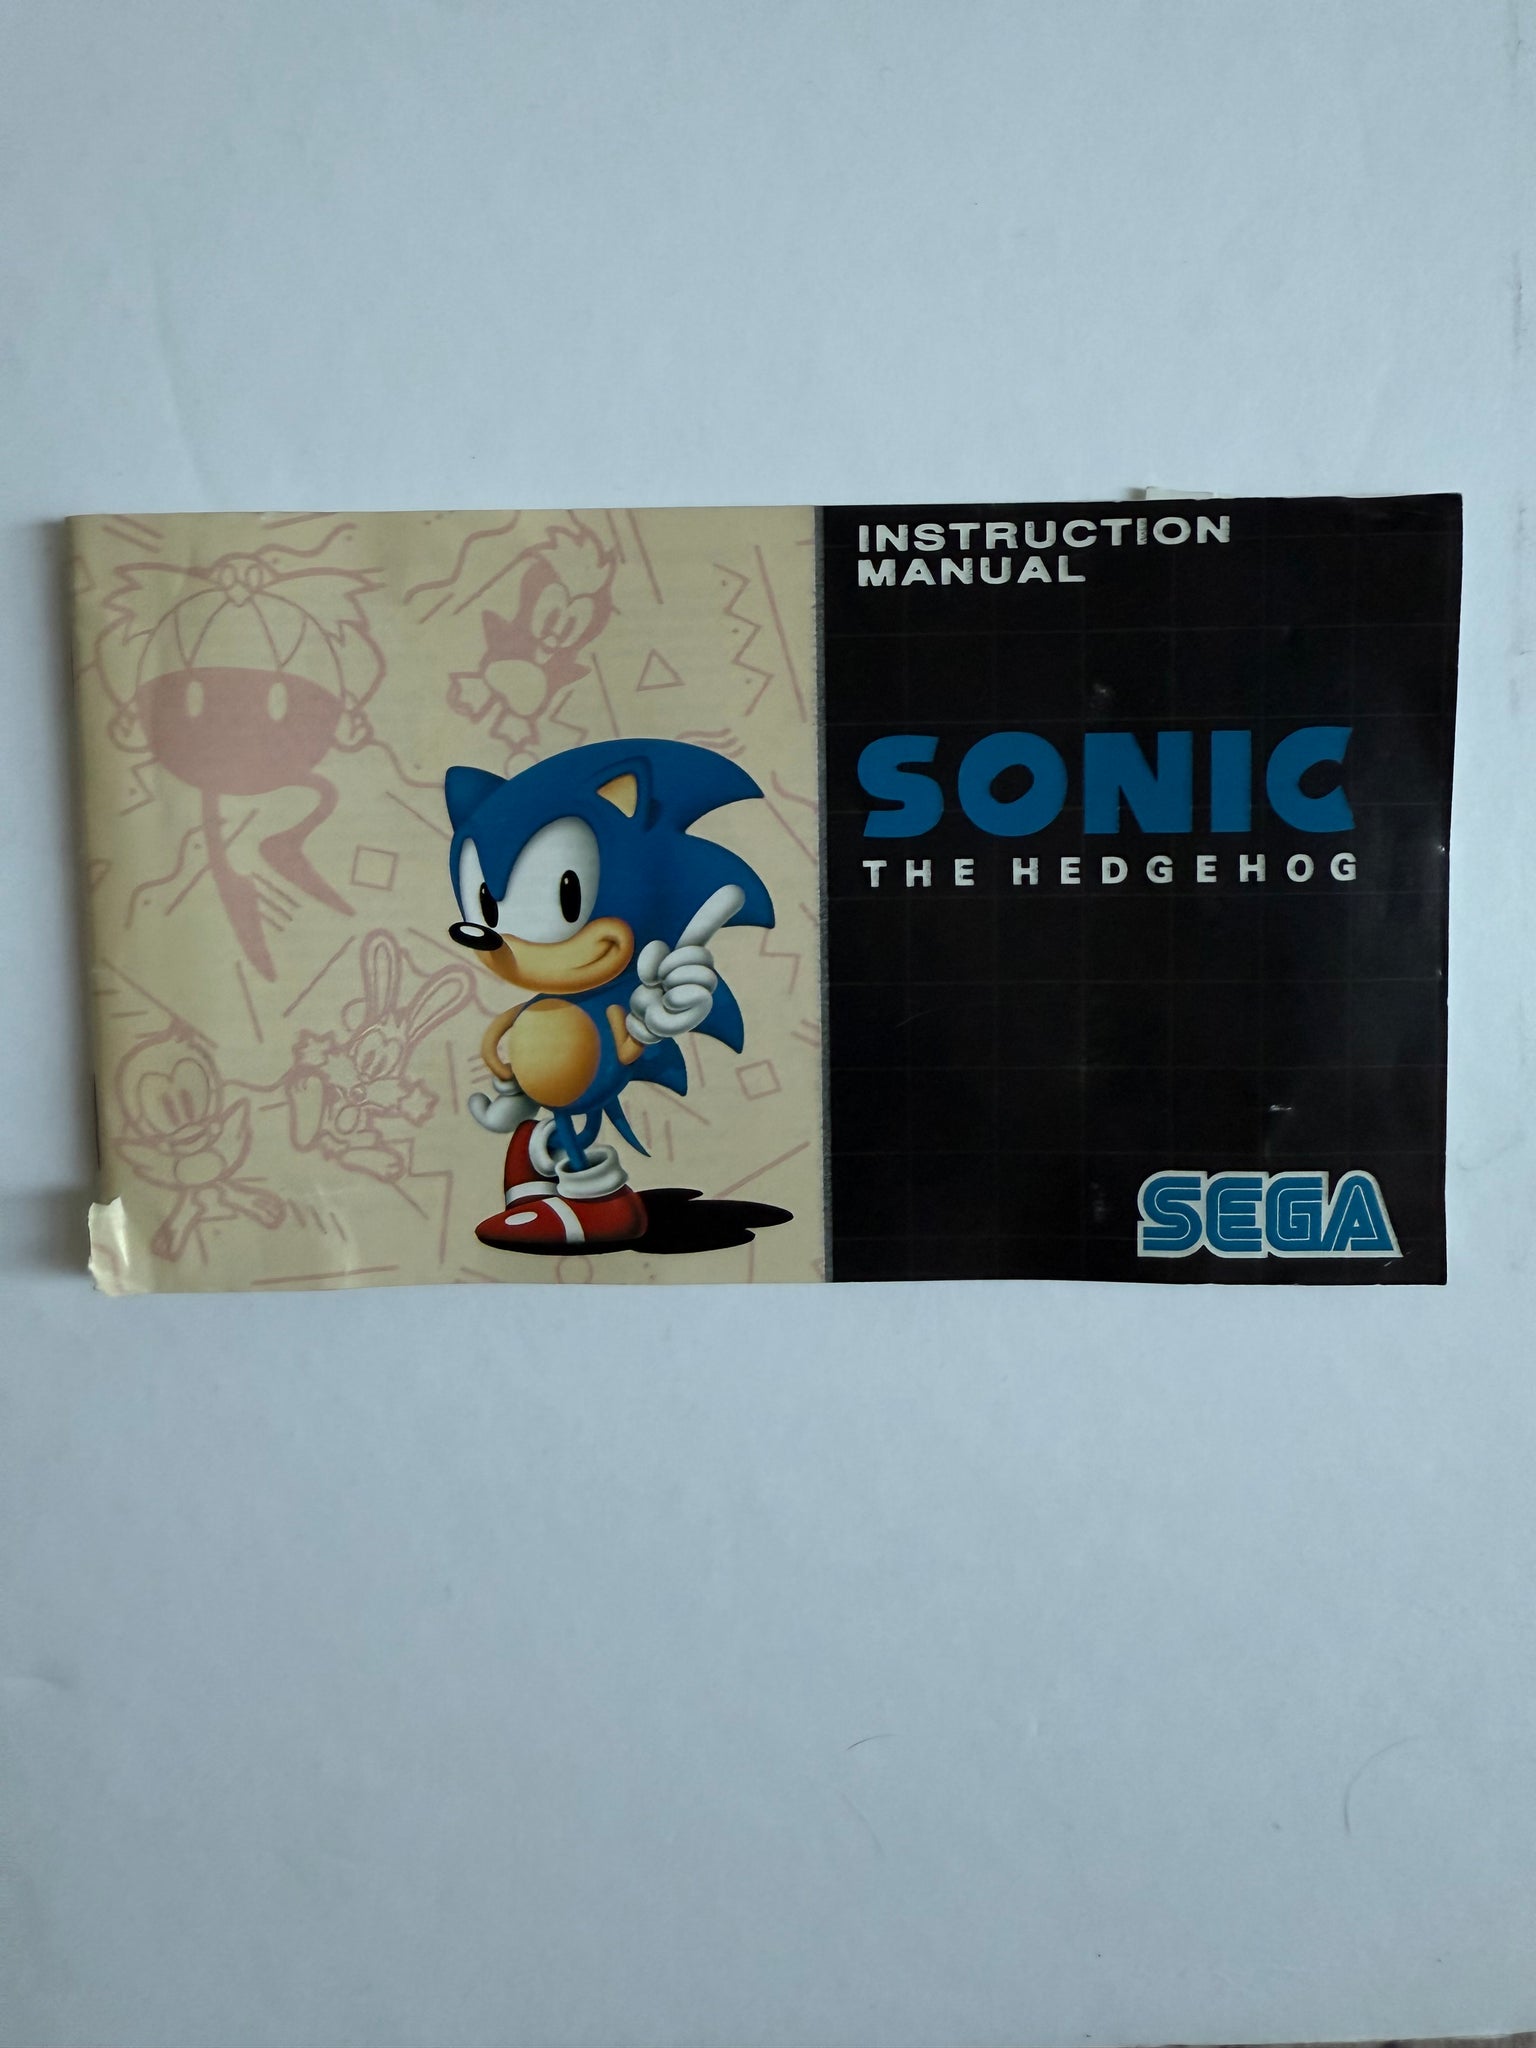 INSTRUCTION
MANUAL
SONIC
THE HEDGEHOG
SEGA